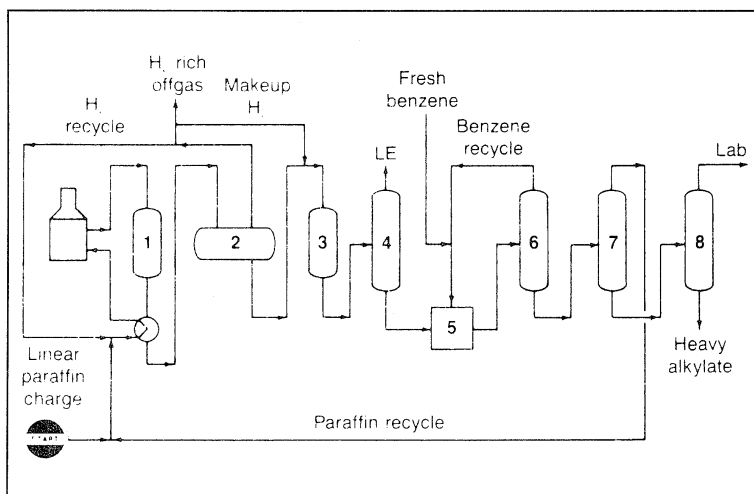 H, rich
offgas
Makeup
H,
H,
recycle
Fresh
benzene
Benzene
recycle
LE
Lab
1
2
3
4
5
6
7
8
Linear
paraffin
charge
Heavy
alkylate
START
Paraffin recycle